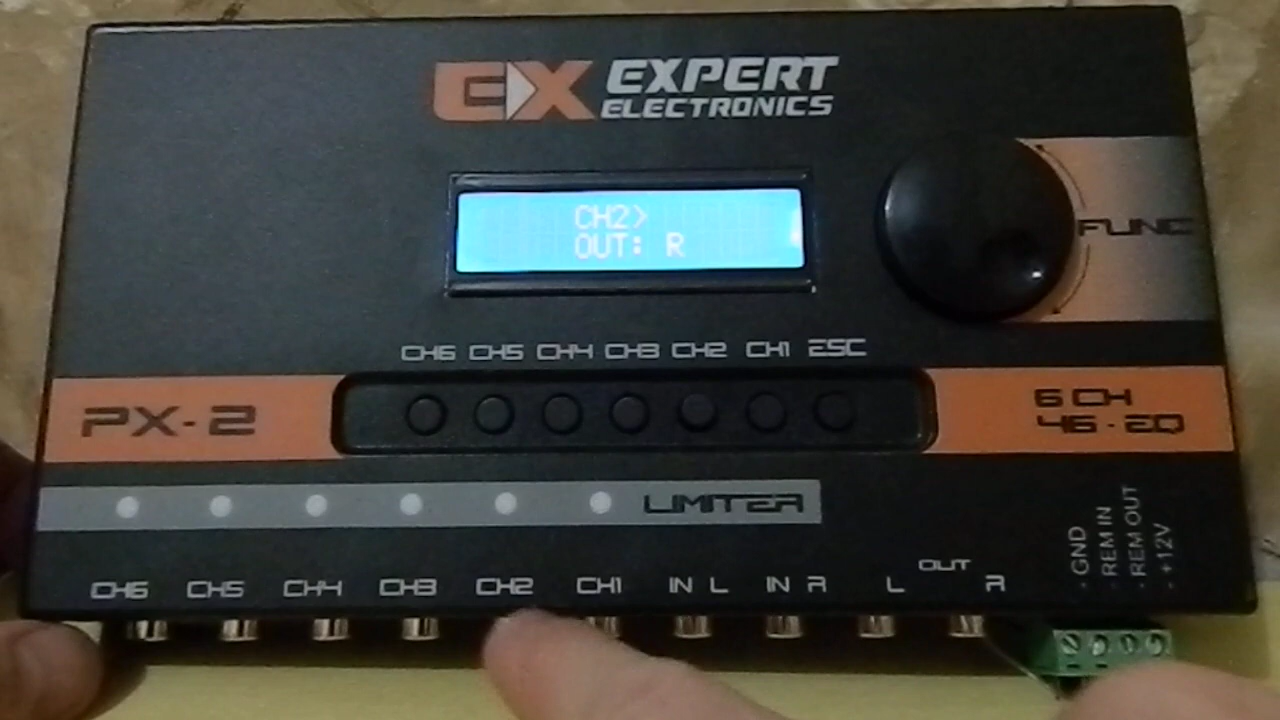 EX EXPERT
ELECTRONICS
CH2>
OUT: R
FUNC
CH6 CH5 CH4 CH3 CH2 CH1 ESC
PX-2
6 CH
46 - EQ
LIMITER
- GND
- REM IN
- REM OUT
- +12V
CH6 CH5 CH4 CH3 CH2 CH1 IN L IN R L OUT R